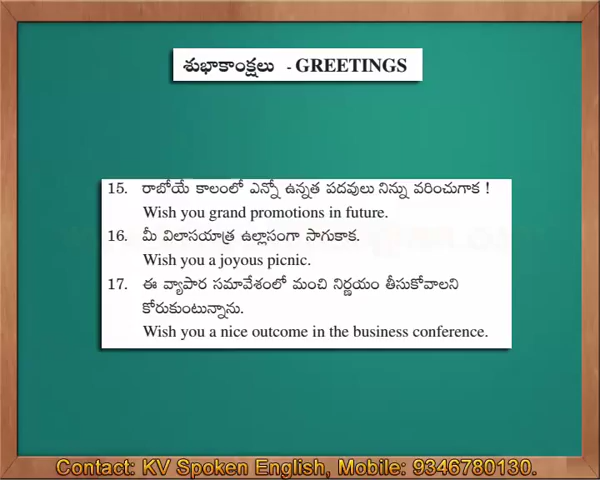 శుభాకాంక్షలు - GREETINGS
15. రాబోయే కాలంలో ఎన్నో ఉన్నత పదవులు నిన్ను వరించుగాక !
Wish you grand promotions in future.
16. మీ విలాసయాత్ర ఉల్లాసంగా సాగుకాక.
Wish you a joyous picnic.
17. ఈ వ్యాపార సమావేశంలో మంచి నిర్ణయం తీసుకోవాలని
కోరుకుంటున్నాను.
Wish you a nice outcome in the business conference.
Contact: KV Spoken English, Mobile: 9346780130.